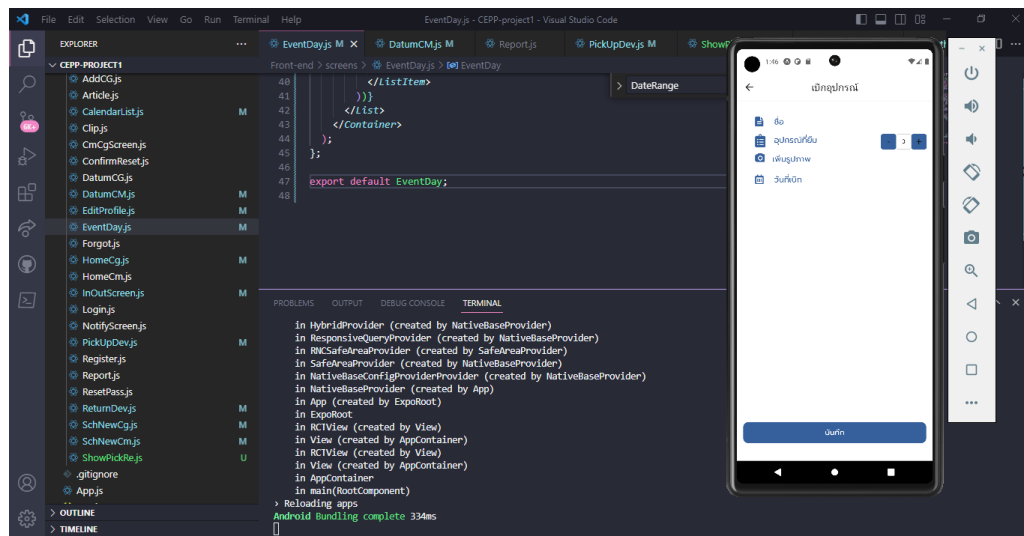 File Edit Selection View Go Run Terminal Help
EventDay.js - CEPP-project1 - Visual Studio Code
EXPLORER
CEPP-PROJECT1
AddCG.js
Article.js
CalendarList.js M
Clip.js
CmCgScreen.js
ConfirmReset.js
DatumCG.js
DatumCM.js M
EditProfile.js M
EventDay.js M
Forgot.js
HomeCg.js M
HomeCm.js
InOutScreen.js M
Login.js
NotifyScreen.js
PickUpDev.js M
Register.js
Report.js
ResetPass.js
ReturnDev.js M
SchNewCg.js M
SchNewCm.js M
ShowPickRe.js U
.gitignore
App.js
OUTLINE
TIMELINE
6K+
EventDay.js M DatumCM.js M Report.js PickUpDev.js M
Front-end > screens > EventDay.js > EventDay
DateRange
40 </ListItem>
41 ))}
42 </List>
43 </Container>
44 );
45 };
46
47 export default EventDay;
48
PROBLEMS OUTPUT DEBUG CONSOLE TERMINAL
in HybridProvider (created by NativeBaseProvider)
in ResponsiveQueryProvider (created by NativeBaseProvider)
in RNCSafeAreaProvider (created by SafeAreaProvider)
in SafeAreaProvider (created by NativeBaseProvider)
in NativeBaseConfigProviderProvider (created by NativeBaseProvider)
in NativeBaseProvider (created by App)
in App (created by ExpoRoot)
in ExpoRoot
in RCTView (created by View)
in View (created by AppContainer)
in RCTView (created by View)
in View (created by AppContainer)
in AppContainer
in main(RootComponent)
› Reloading apps
Android Bundling complete 334ms
1:46
เบิกอุปกรณ์
ชื่อ
อุปกรณ์ที่ยืม
- +
เพิ่มรูปภาพ
วันที่เบิก
บันทึก